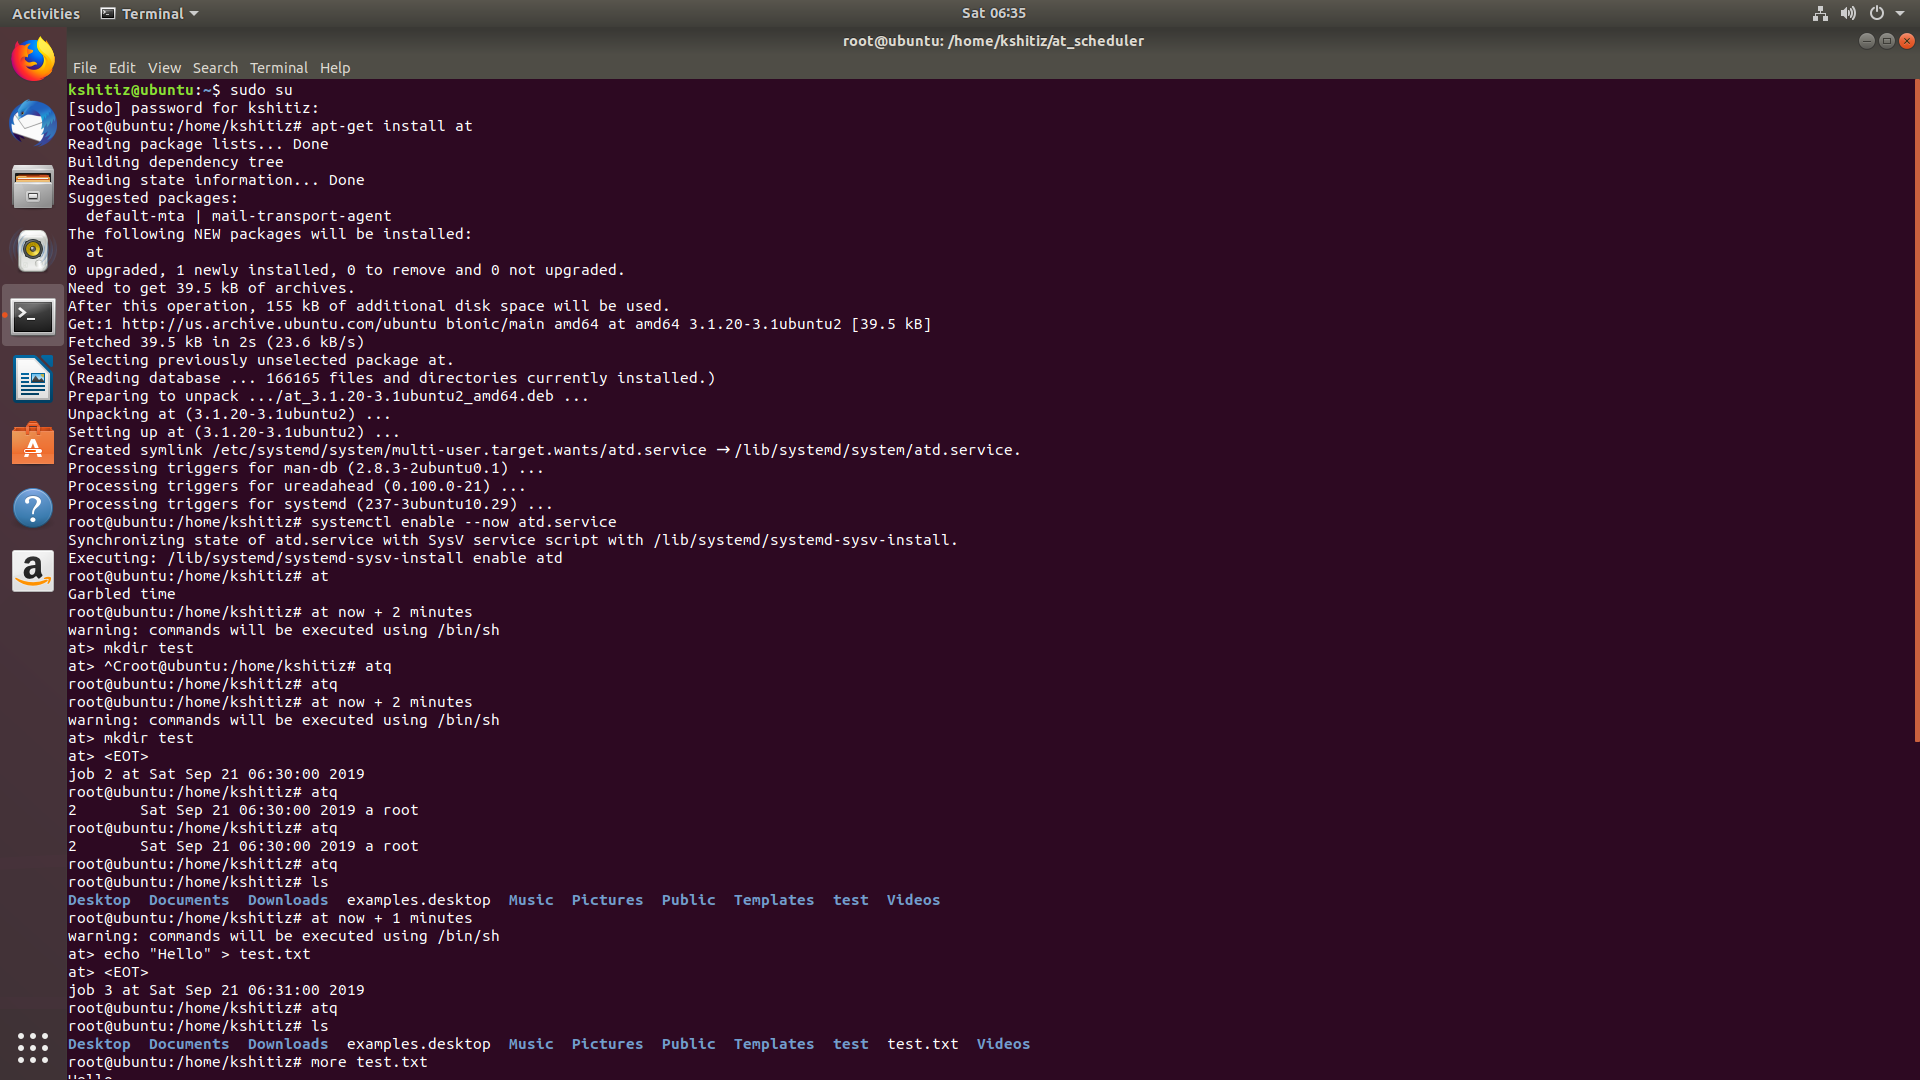 Activities Terminal Sat 06:35
root@ubuntu: /home/kshitiz/at_scheduler
File Edit View Search Terminal Help
kshitiz@ubuntu:~$ sudo su
[sudo] password for kshitiz:
root@ubuntu:/home/kshitiz# apt-get install at
Reading package lists... Done
Building dependency tree
Reading state information... Done
Suggested packages:
  default-mta | mail-transport-agent
The following NEW packages will be installed:
  at
0 upgraded, 1 newly installed, 0 to remove and 0 not upgraded.
Need to get 39.5 kB of archives.
After this operation, 155 kB of additional disk space will be used.
Get:1 http://us.archive.ubuntu.com/ubuntu bionic/main amd64 at amd64 3.1.20-3.1ubuntu2 [39.5 kB]
Fetched 39.5 kB in 2s (23.6 kB/s)
Selecting previously unselected package at.
(Reading database ... 166165 files and directories currently installed.)
Preparing to unpack .../at_3.1.20-3.1ubuntu2_amd64.deb ...
Unpacking at (3.1.20-3.1ubuntu2) ...
Setting up at (3.1.20-3.1ubuntu2) ...
Created symlink /etc/systemd/system/multi-user.target.wants/atd.service → /lib/systemd/system/atd.service.
Processing triggers for man-db (2.8.3-2ubuntu0.1) ...
Processing triggers for ureadahead (0.100.0-21) ...
Processing triggers for systemd (237-3ubuntu10.29) ...
root@ubuntu:/home/kshitiz# systemctl enable --now atd.service
Synchronizing state of atd.service with SysV service script with /lib/systemd/systemd-sysv-install.
Executing: /lib/systemd/systemd-sysv-install enable atd
root@ubuntu:/home/kshitiz# at
Garbled time
root@ubuntu:/home/kshitiz# at now + 2 minutes
warning: commands will be executed using /bin/sh
at> mkdir test
at> ^Croot@ubuntu:/home/kshitiz# atq
root@ubuntu:/home/kshitiz# atq
root@ubuntu:/home/kshitiz# at now + 2 minutes
warning: commands will be executed using /bin/sh
at> mkdir test
at> <EOT>
job 2 at Sat Sep 21 06:30:00 2019
root@ubuntu:/home/kshitiz# atq
2       Sat Sep 21 06:30:00 2019 a root
root@ubuntu:/home/kshitiz# atq
2       Sat Sep 21 06:30:00 2019 a root
root@ubuntu:/home/kshitiz# atq
root@ubuntu:/home/kshitiz# ls
Desktop  Documents  Downloads  examples.desktop  Music  Pictures  Public  Templates  test  Videos
root@ubuntu:/home/kshitiz# at now + 1 minutes
warning: commands will be executed using /bin/sh
at> echo "Hello" > test.txt
at> <EOT>
job 3 at Sat Sep 21 06:31:00 2019
root@ubuntu:/home/kshitiz# atq
root@ubuntu:/home/kshitiz# ls
Desktop  Documents  Downloads  examples.desktop  Music  Pictures  Public  Templates  test  test.txt  Videos
root@ubuntu:/home/kshitiz# more test.txt
Hello